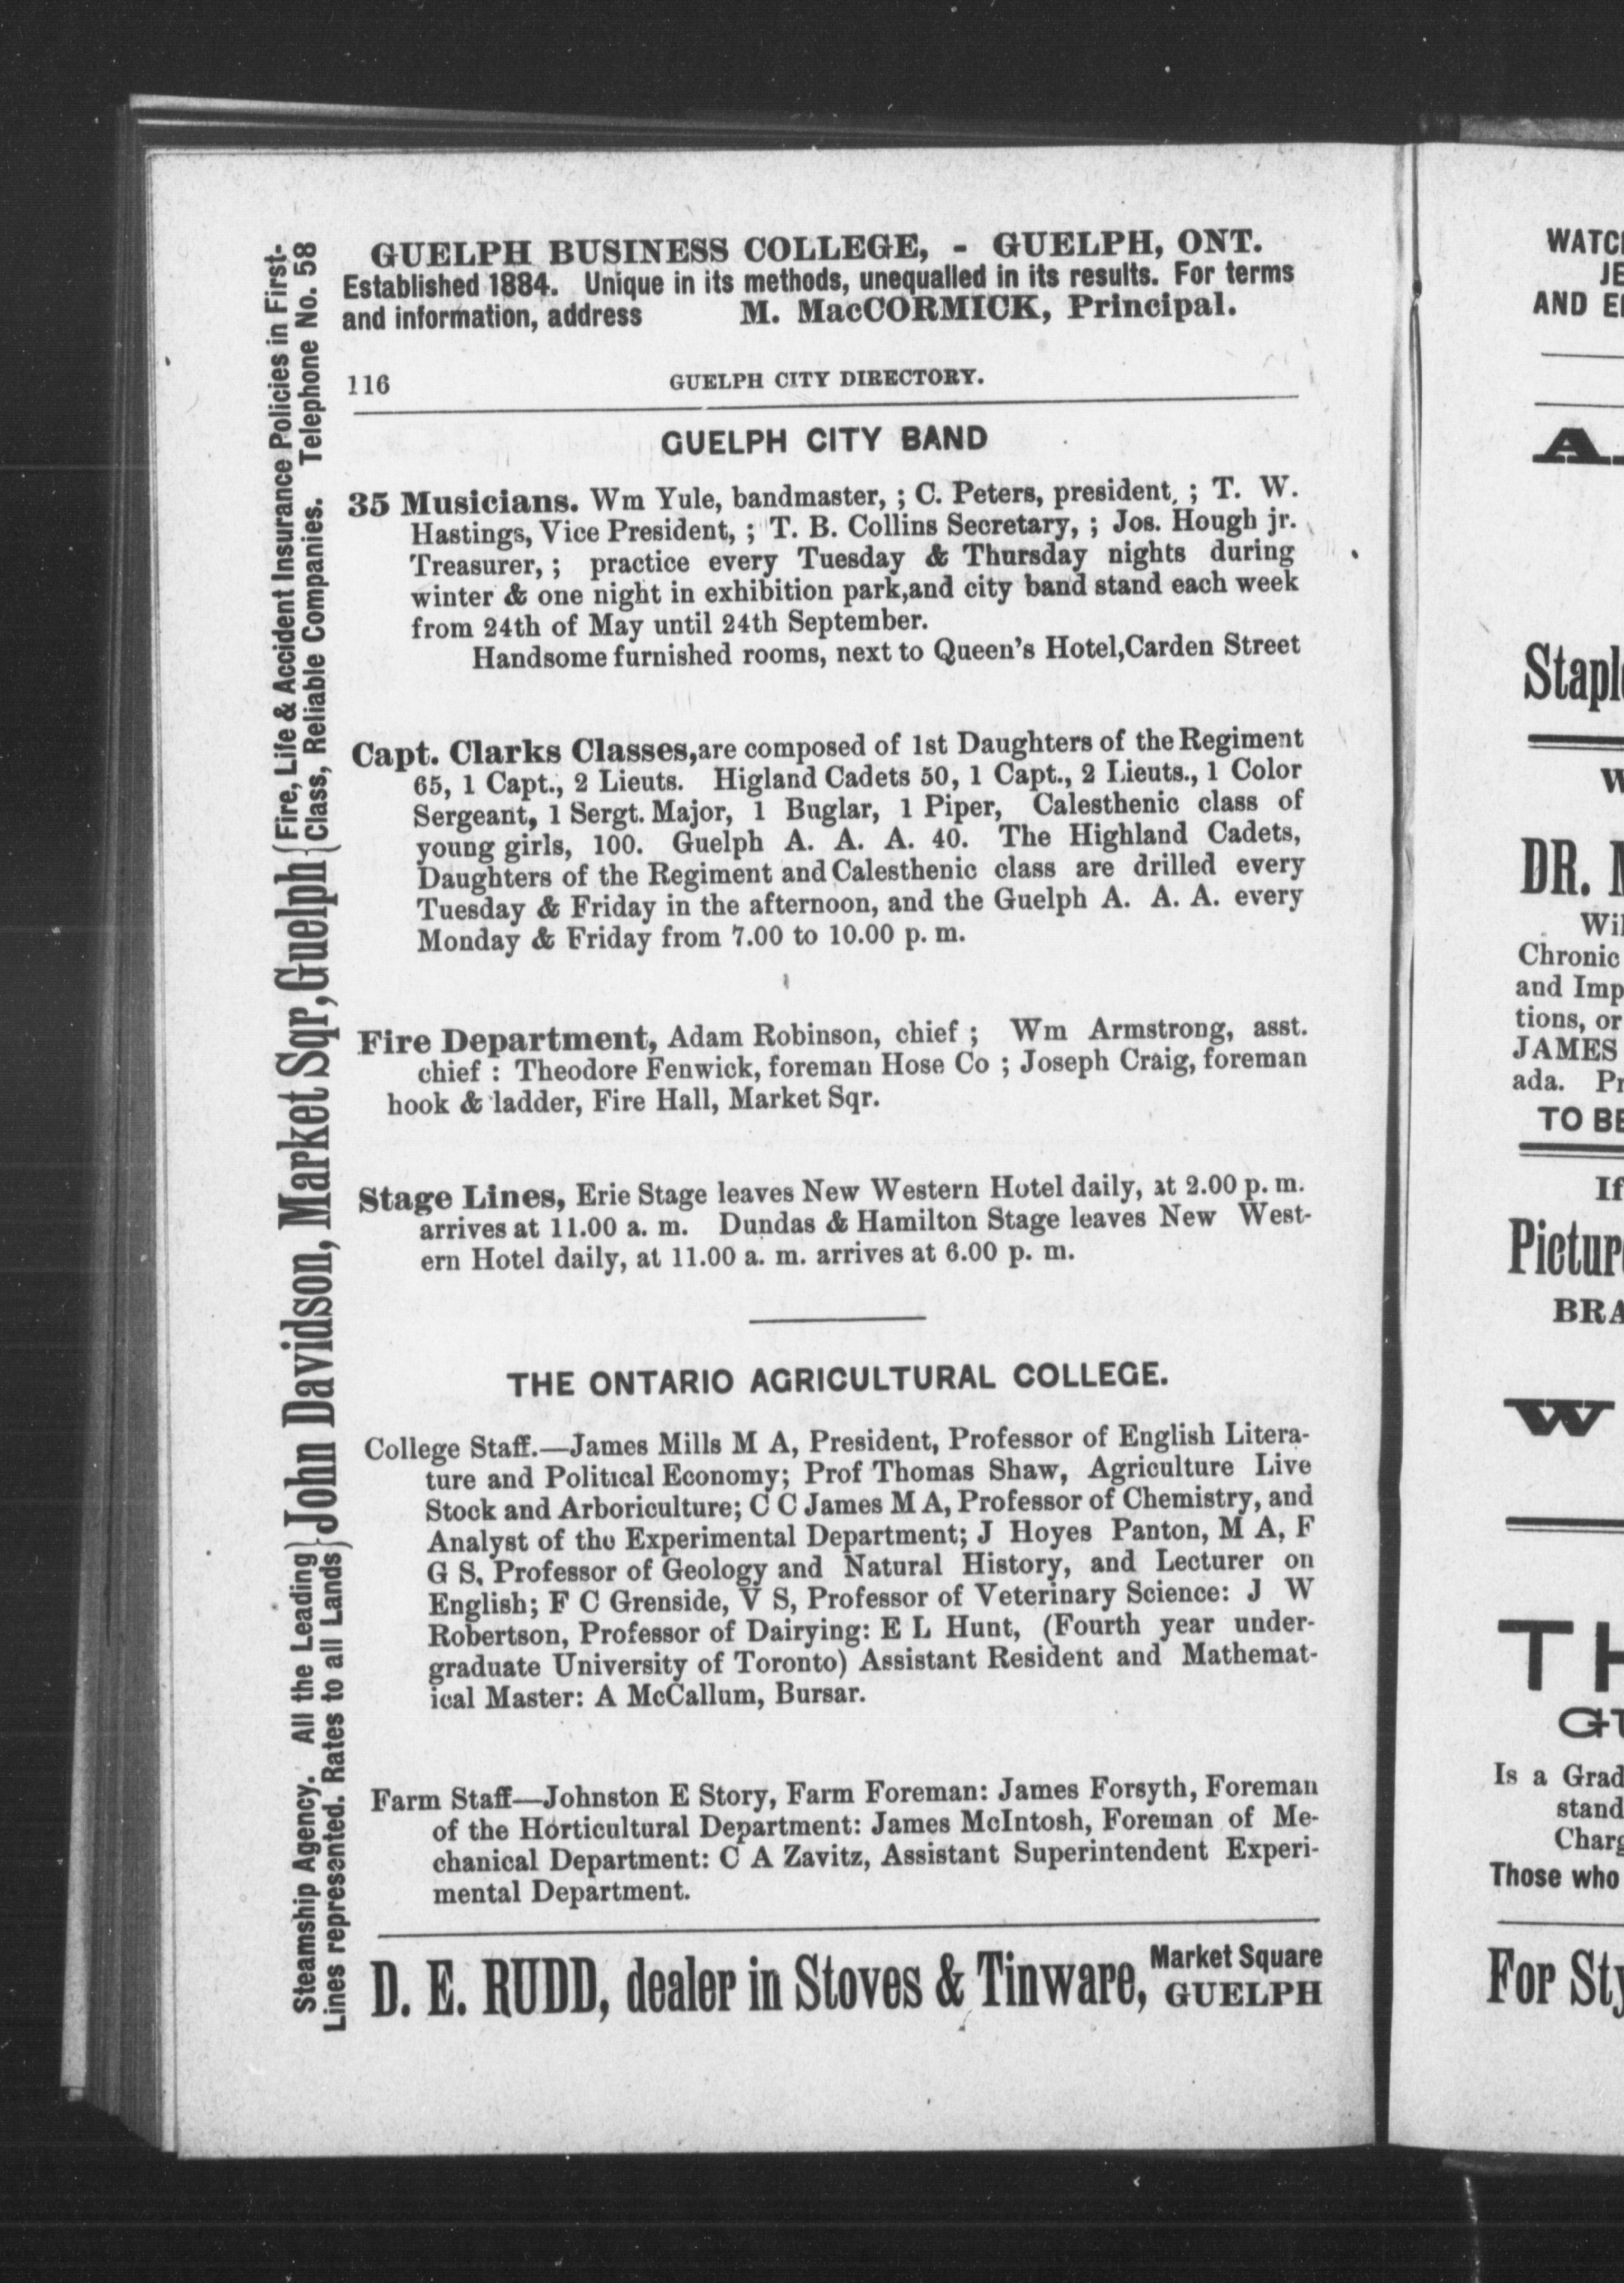 GUELPH BUSINESS COLLEGE, - GUELPH, ONT.
Established 1884. Unique in its methods, unequalled in its results. For terms
and information, address M. MacCORMICK, Principal.
116 GUELPH CITY DIRECTORY.
GUELPH CITY BAND
35 Musicians. Wm Yule, bandmaster, ; C. Peters, president, ; T. W.
Hastings, Vice President, ; T. B. Collins Secretary, ; Jos. Hough jr.
Treasurer, ; practice every Tuesday & Thursday nights during
winter & one night in exhibition park,and city band stand each week
from 24th of May until 24th September.
Handsome furnished rooms, next to Queen's Hotel,Carden Street
Capt. Clarks Classes,are composed of 1st Daughters of the Regiment
65, 1 Capt., 2 Lieuts. Higland Cadets 50, 1 Capt., 2 Lieuts., 1 Color
Sergeant, 1 Sergt. Major, 1 Buglar, 1 Piper, Calesthenic class of
young girls, 100. Guelph A. A. A. 40. The Highland Cadets,
Daughters of the Regiment and Calesthenic class are drilled every
Tuesday & Friday in the afternoon, and the Guelph A. A. A. every
Monday & Friday from 7.00 to 10.00 p. m.
Fire Department, Adam Robinson, chief ; Wm Armstrong, asst.
chief : Theodore Fenwick, foreman Hose Co ; Joseph Craig, foreman
hook & ladder, Fire Hall, Market Sqr.
Stage Lines, Erie Stage leaves New Western Hotel daily, at 2.00 p. m.
arrives at 11.00 a. m. Dundas & Hamilton Stage leaves New West-
ern Hotel daily, at 11.00 a. m. arrives at 6.00 p. m.
THE ONTARIO AGRICULTURAL COLLEGE.
College Staff.—James Mills M A, President, Professor of English Litera-
ture and Political Economy; Prof Thomas Shaw, Agriculture Live
Stock and Arboriculture; C C James M A, Professor of Chemistry, and
Analyst of the Experimental Department; J Hoyes Panton, M A, F
G S, Professor of Geology and Natural History, and Lecturer on
English; F C Grenside, V S, Professor of Veterinary Science: J W
Robertson, Professor of Dairying: E L Hunt, (Fourth year under-
graduate University of Toronto) Assistant Resident and Mathemat-
ical Master: A McCallum, Bursar.
Farm Staff—Johnston E Story, Farm Foreman: James Forsyth, Foreman
of the Horticultural Department: James McIntosh, Foreman of Me-
chanical Department: C A Zavitz, Assistant Superintendent Experi-
mental Department.
D. E. RUDD, dealer in Stoves & Tinware, Market Square
GUELPH
Steamship Agency. All the Leading
Lines represented. Rates to all Lands
John Davidson, Market Sqr, Guelph
Fire, Life & Accident Insurance Policies in First-
Class, Reliable Companies. Telephone No. 58
JE
AND
DR.
Chronic
and Imp
tions, or
JAMES
ada. Pr
TO BE
If
BRA
W
TH
Is a Grad
stand
Charg
Those who
For Sty